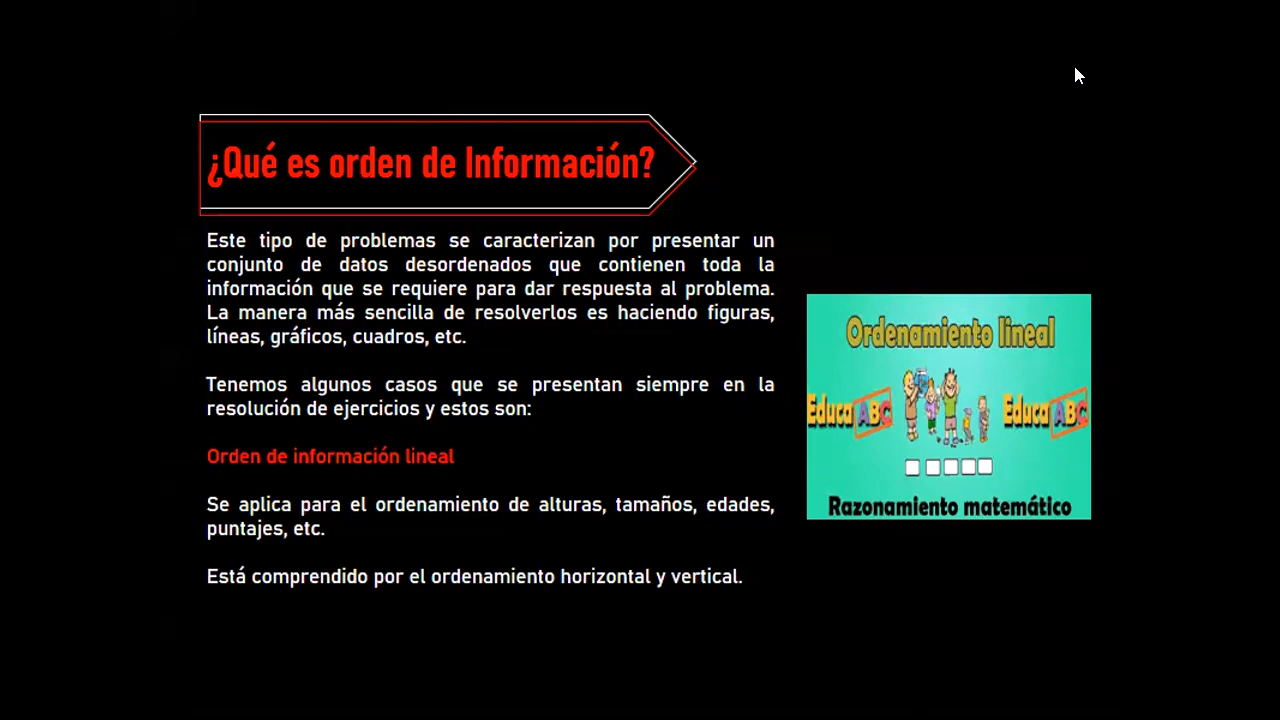 ¿Qué es orden de Información?
Este tipo de problemas se caracterizan por presentar un
conjunto de datos desordenados que contienen toda la
información que se requiere para dar respuesta al problema.
La manera más sencilla de resolverlos es haciendo figuras,
líneas, gráficos, cuadros, etc.
Tenemos algunos casos que se presentan siempre en la
resolución de ejercicios y estos son:
Orden de información lineal
Se aplica para el ordenamiento de alturas, tamaños, edades,
puntajes, etc.
Está comprendido por el ordenamiento horizontal y vertical.
Ordenamiento lineal
Educa ABC
Educa ABC
Razonamiento matemático